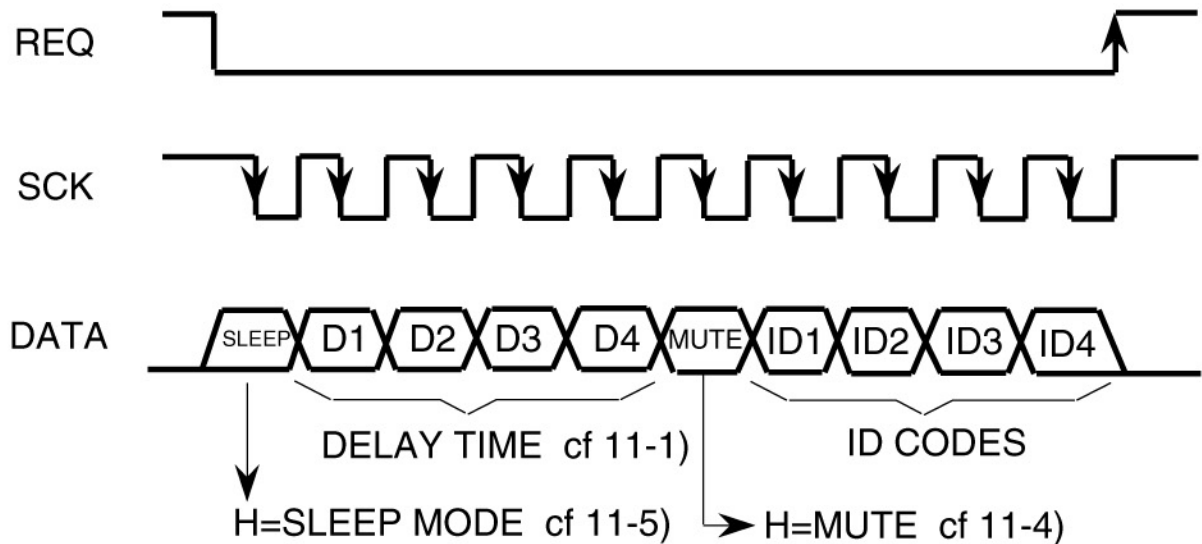 REQ
SCK
DATA
SLEEP D1 D2 D3 D4 MUTE ID1 ID2 ID3 ID4
DELAY TIME cf 11-1)
ID CODES
H=SLEEP MODE cf 11-5)
H=MUTE cf 11-4)